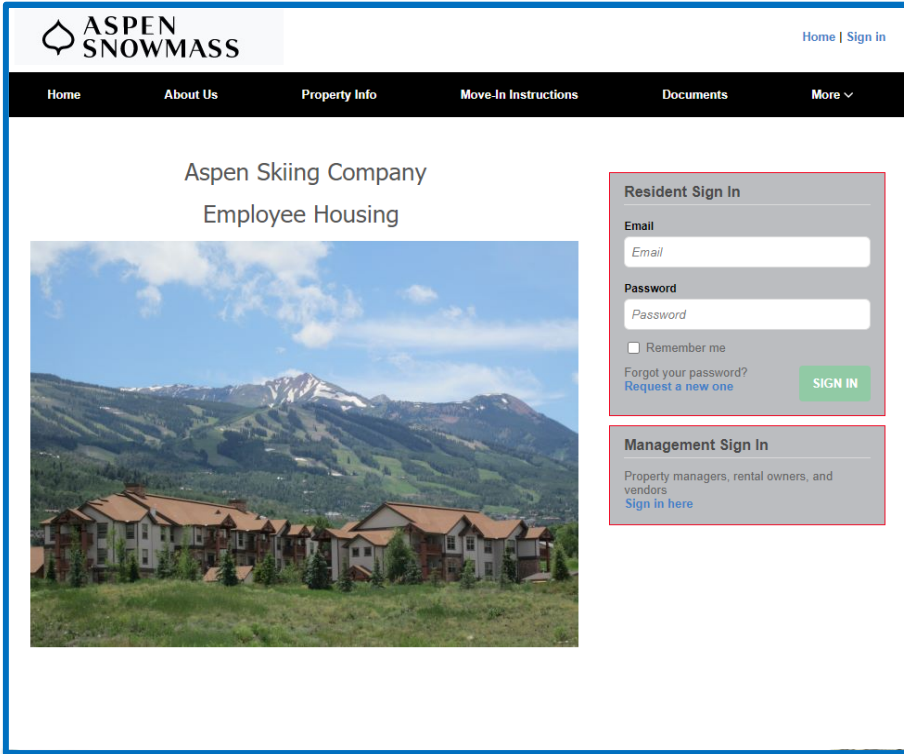 ASPEN
SNOWMASS
Home | Sign in
Home About Us Property Info Move-In Instructions Documents More
Aspen Skiing Company
Employee Housing
Resident Sign In
Email
Email
Password
Password
Remember me
Forgot your password?
Request a new one
SIGN IN
Management Sign In
Property managers, rental owners, and
vendors
Sign in here